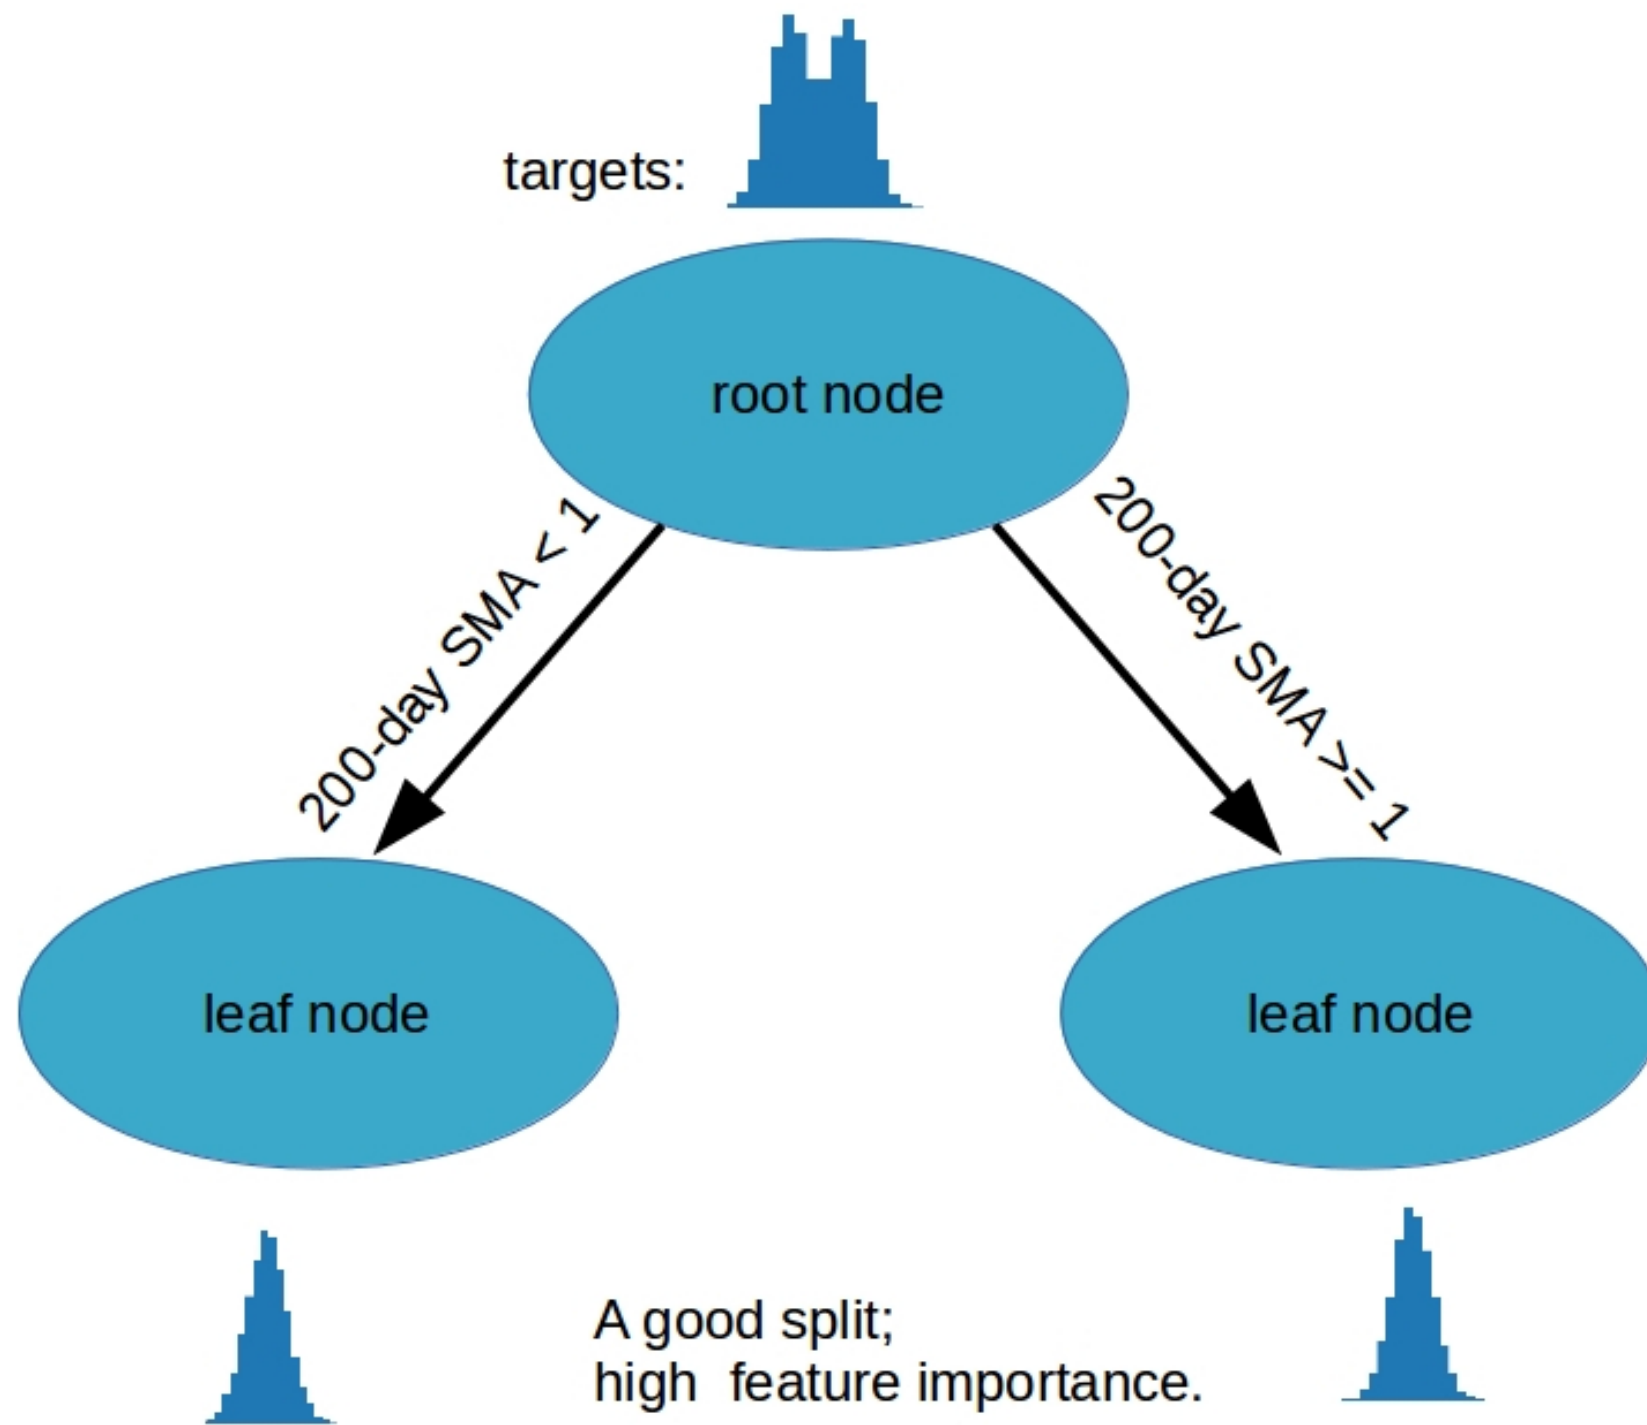 targets:
root node
200-day SMA < 1
200-day SMA >= 1
leaf node
leaf node
A good split;
high  feature importance.